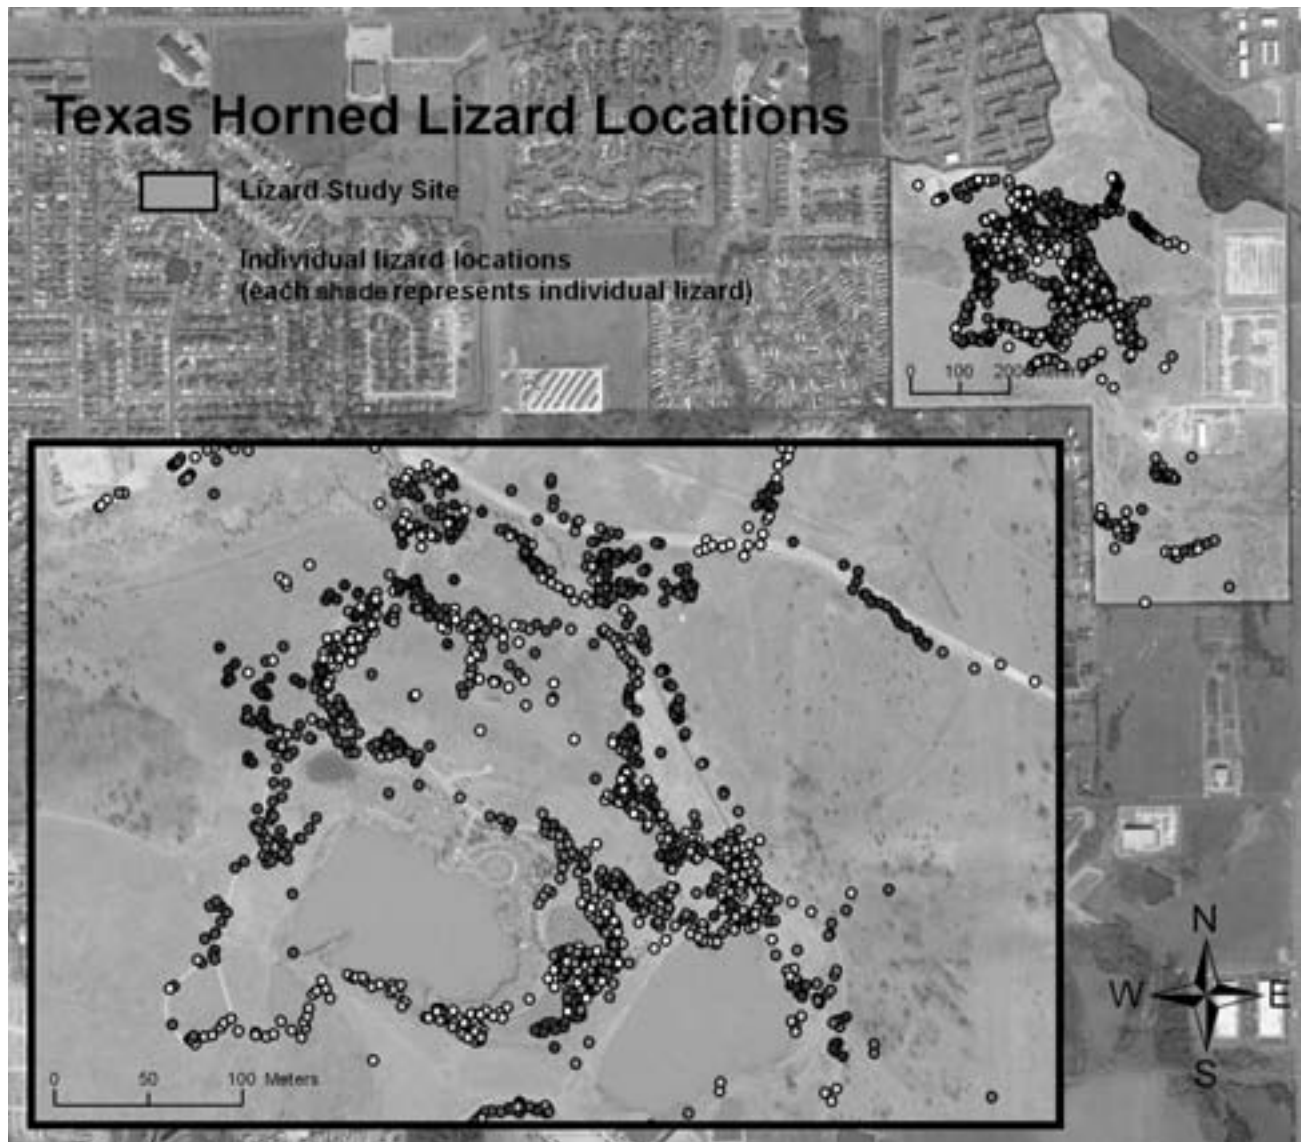 Texas Horned Lizard Locations
Lizard Study Site
Individual lizard locations
(each shade represents individual lizard)
0 100 200
N
W E
S
0 50 100 Meters